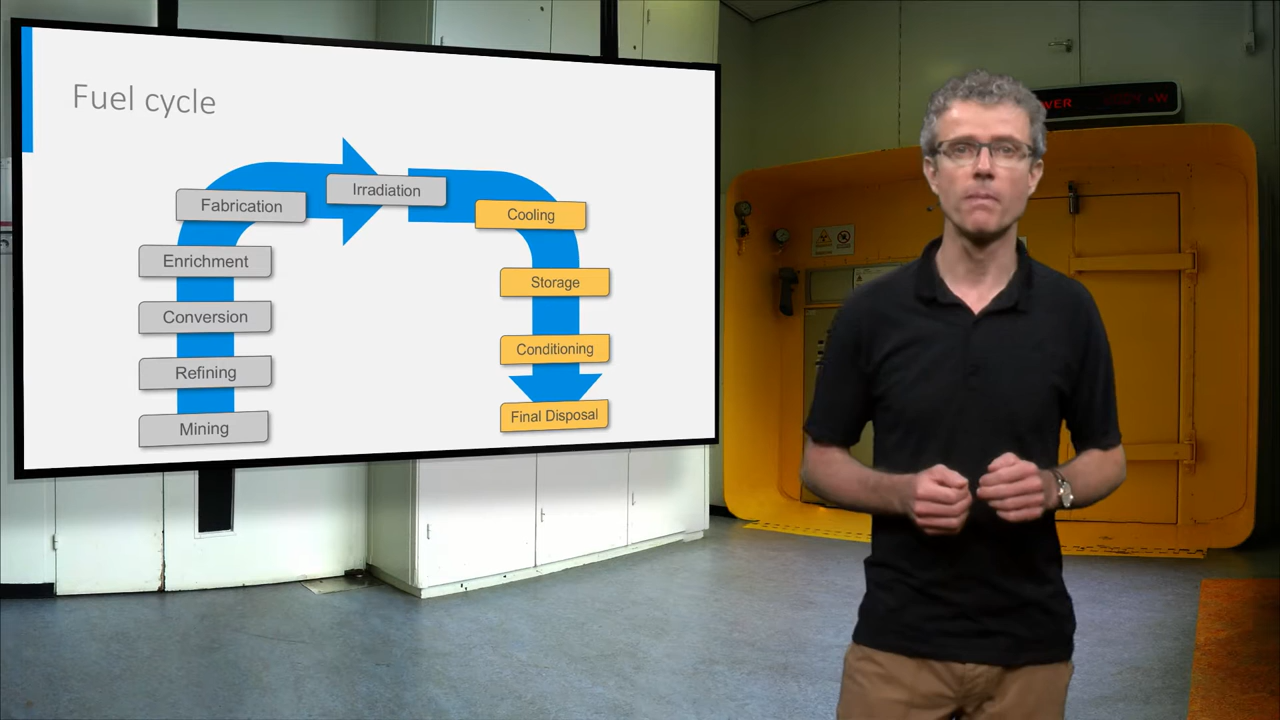 Fuel cycle
Irradiation
Fabrication
Cooling
Enrichment
Storage
Conversion
Conditioning
Refining
Final Disposal
Mining